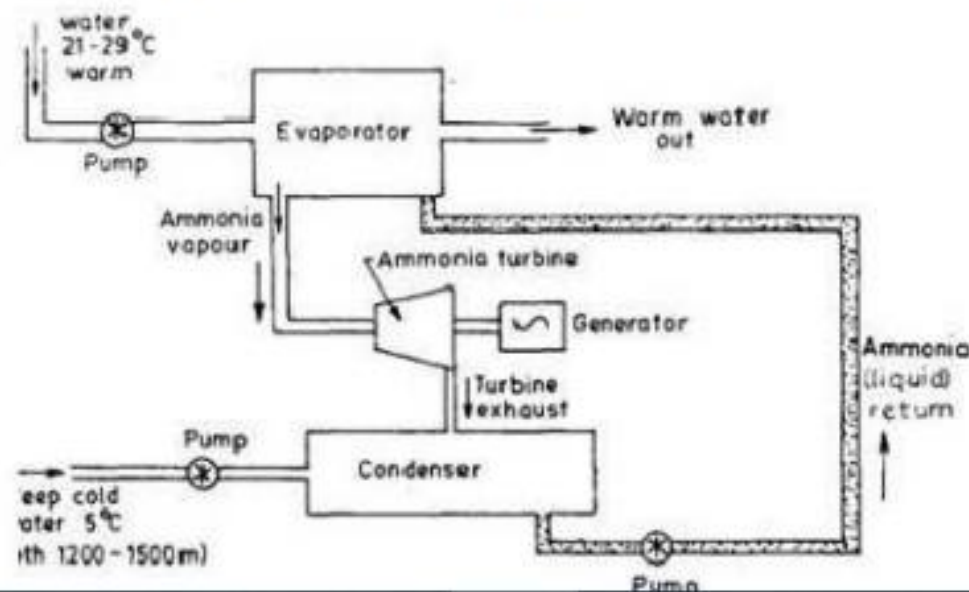 water
21-29°C
warm
Pump
Evaporator
Warm water
out
Ammonia
vapour
Ammonia turbine
Generator
Turbine
exhaust
Ammonia
(liquid)
return
Pump
Condenser
eep cold
ater 5°C
th 1200-1500m)
Pump